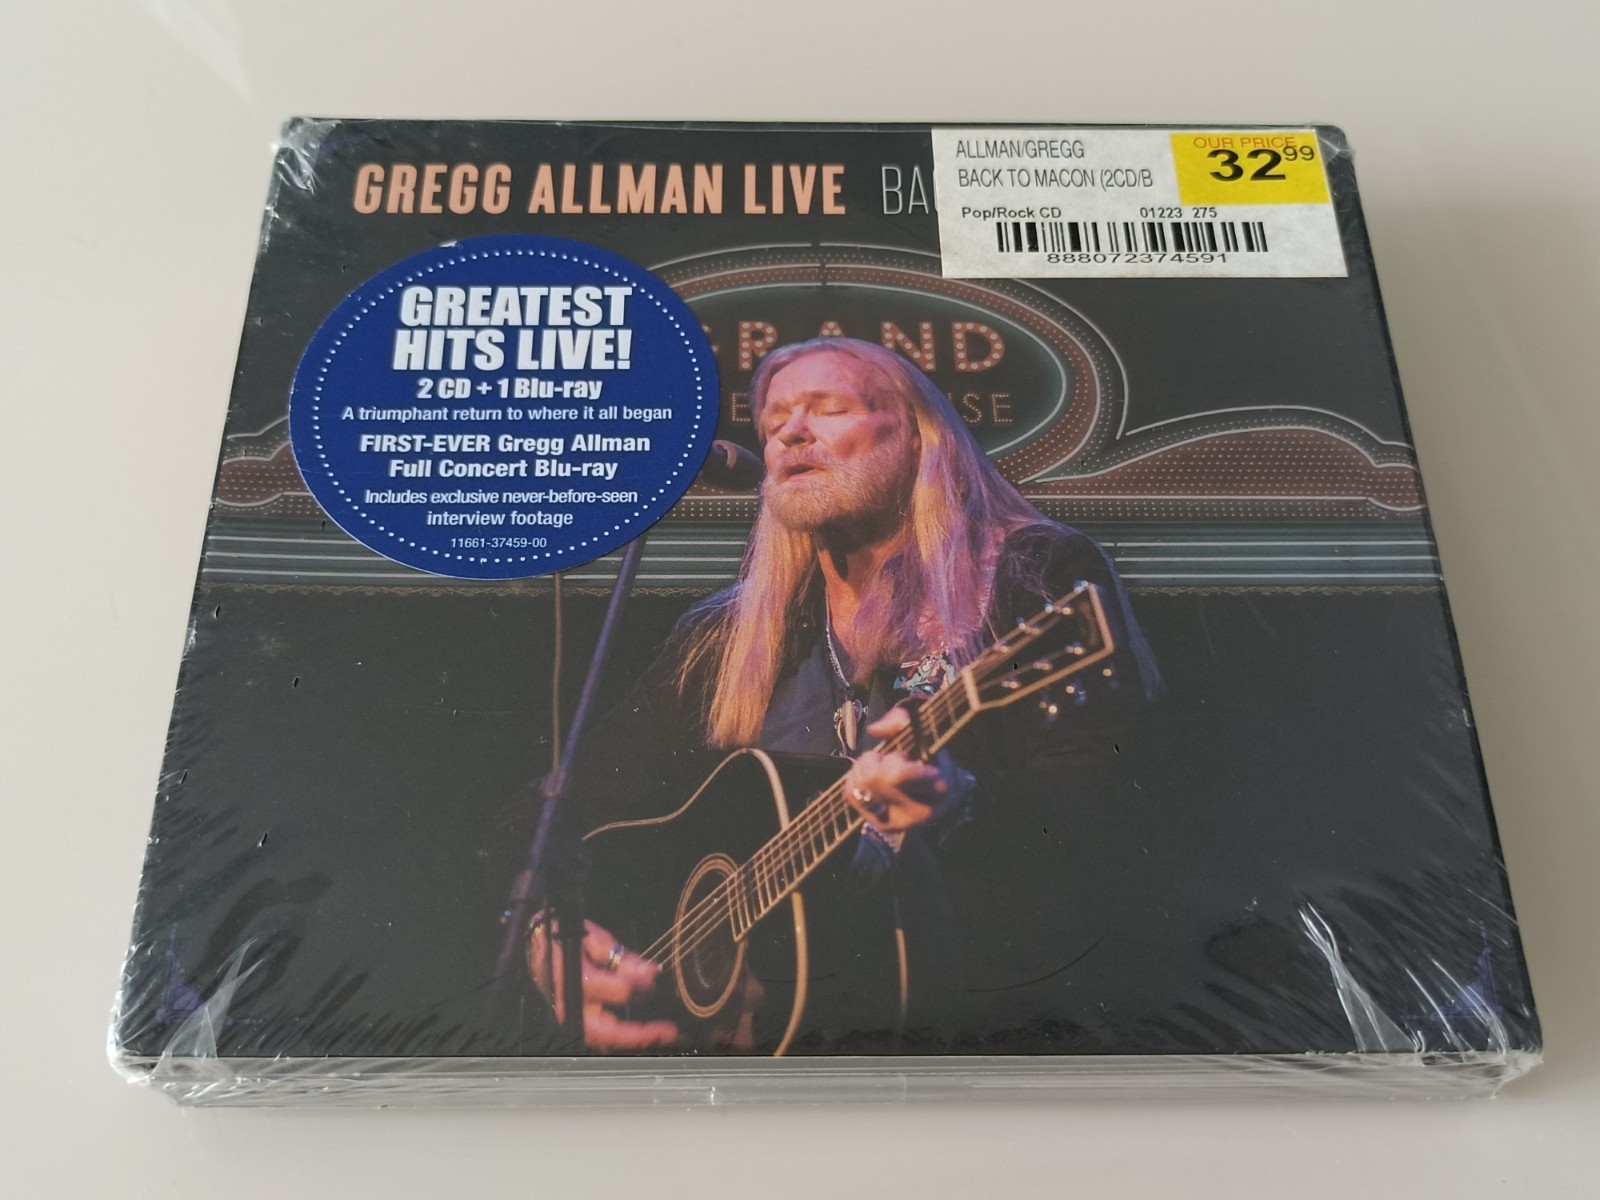 GREGG ALLMAN LIVE
ALLMAN/GREGG
BACK TO MACON (2CD/B
OUR PRICE
32.99
Pop/Rock CD 01223 275
888072374591
GREATEST
HITS LIVE!
2 CD + 1 Blu-ray
A triumphant return to where it all began
FIRST-EVER Gregg Allman
Full Concert Blu-ray
Includes exclusive never-before-seen
interview footage
11661-37459-00
GRAND